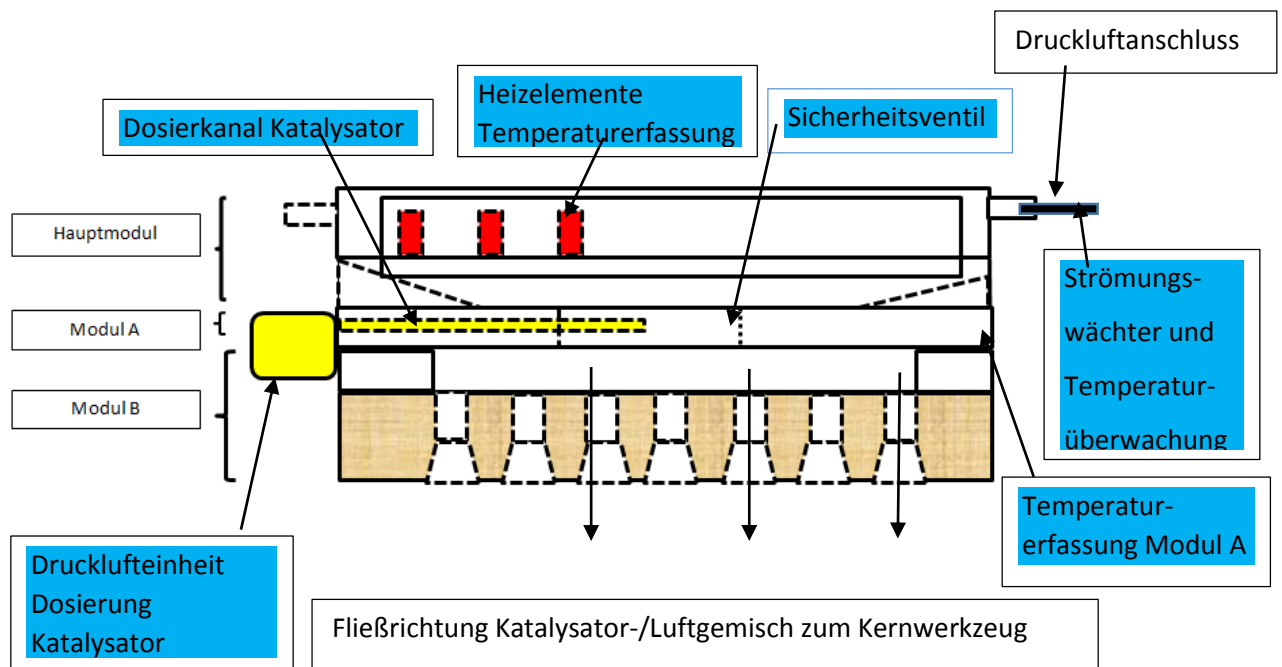 Druckluftanschluss
Heizelemente
Temperaturerfassung
Dosierkanal Katalysator
Sicherheitsventil
Hauptmodul
Modul A
Modul B
Strömungs-
wächter und
Temperatur-
überwachung
Temperatur-
erfassung Modul A
Drucklufteinheit
Dosierung
Katalysator
Fließrichtung Katalysator-/Luftgemisch zum Kernwerkzeug